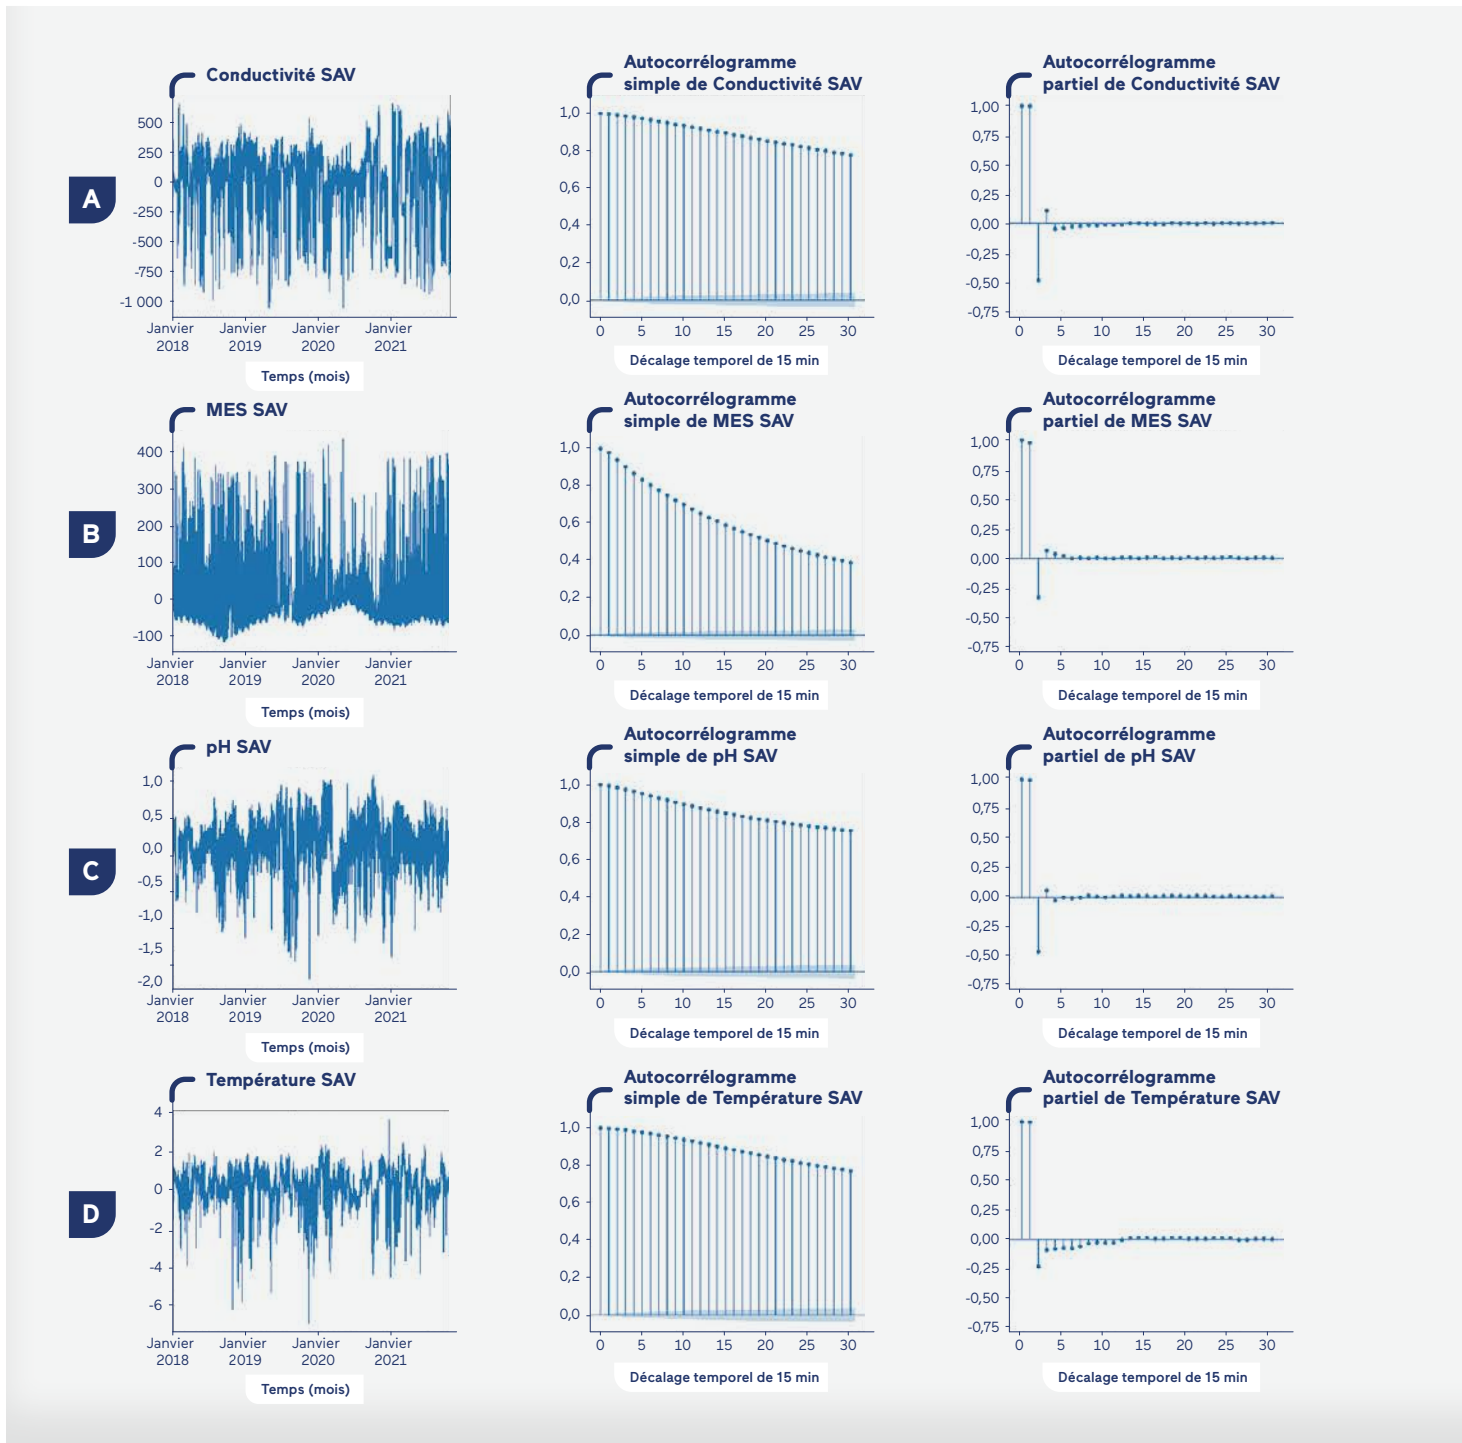 Conductivité SAV
Autocorrélogramme
simple de Conductivité SAV
Autocorrélogramme
partiel de Conductivité SAV
A
500
250
0
-250
-500
-750
-1 000
Janvier
2018
Janvier
2019
Janvier
2020
Janvier
2021
Temps (mois)
1,0
0,8
0,6
0,4
0,2
0,0
0 5 10 15 20 25 30
Décalage temporel de 15 min
1,00
0,75
0,50
0,25
0,00
-0,25
-0,50
-0,75
0 5 10 15 20 25 30
Décalage temporel de 15 min
MES SAV
Autocorrélogramme
simple de MES SAV
Autocorrélogramme
partiel de MES SAV
B
400
300
200
100
0
-100
Janvier
2018
Janvier
2019
Janvier
2020
Janvier
2021
Temps (mois)
1,0
0,8
0,6
0,4
0,2
0,0
0 5 10 15 20 25 30
Décalage temporel de 15 min
1,00
0,75
0,50
0,25
0,00
-0,25
-0,50
-0,75
0 5 10 15 20 25 30
Décalage temporel de 15 min
pH SAV
Autocorrélogramme
simple de pH SAV
Autocorrélogramme
partiel de pH SAV
C
1,0
0,5
0,0
-0,5
-1,0
-1,5
-2,0
Janvier
2018
Janvier
2019
Janvier
2020
Janvier
2021
Temps (mois)
1,0
0,8
0,6
0,4
0,2
0,0
0 5 10 15 20 25 30
Décalage temporel de 15 min
1,00
0,75
0,50
0,25
0,00
-0,25
-0,50
-0,75
0 5 10 15 20 25 30
Décalage temporel de 15 min
Température SAV
Autocorrélogramme
simple de Température SAV
Autocorrélogramme
partiel de Température SAV
D
4
2
0
-2
-4
-6
Janvier
2018
Janvier
2019
Janvier
2020
Janvier
2021
Temps (mois)
1,0
0,8
0,6
0,4
0,2
0,0
0 5 10 15 20 25 30
Décalage temporel de 15 min
1,00
0,75
0,50
0,25
0,00
-0,25
-0,50
-0,75
0 5 10 15 20 25 30
Décalage temporel de 15 min